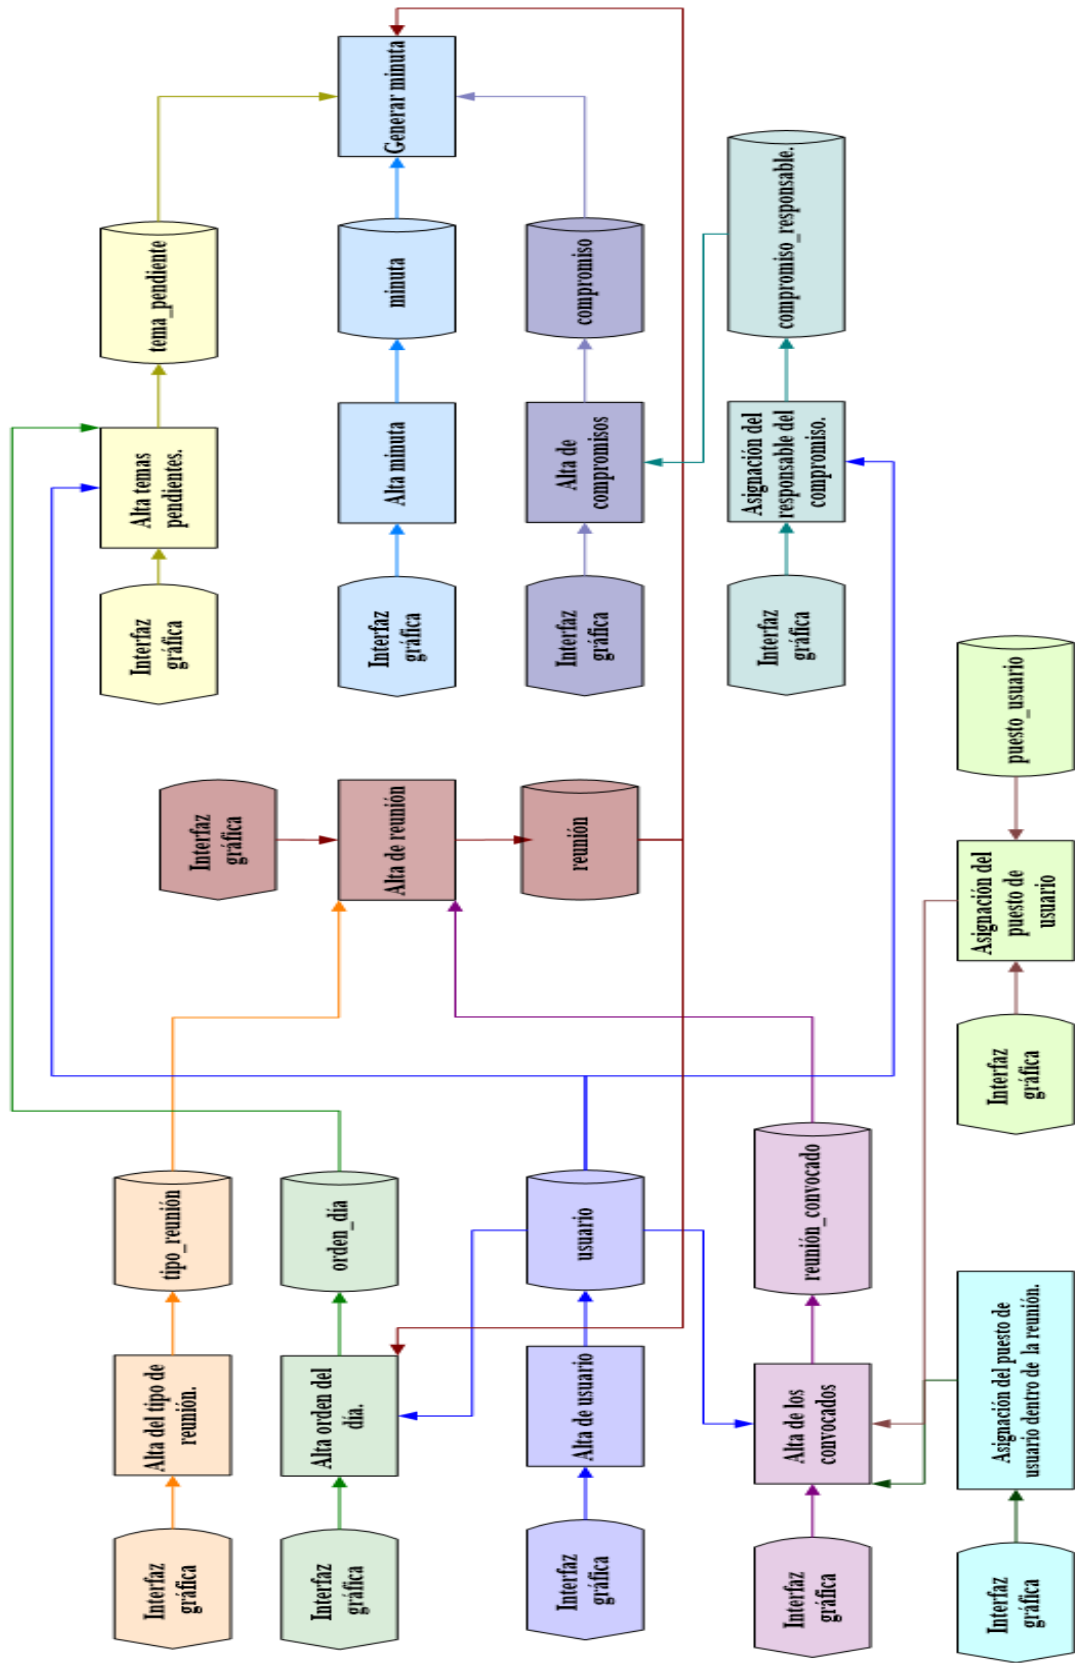 Interfaz
gráfica
Alta del tipo de
reunión.
tipo_reunión
Interfaz
gráfica
Interfaz
gráfica
Alta temas
pendientes.
tema_pendiente
Interfaz
gráfica
Alta orden del
día.
orden_día
Alta de reunión
Interfaz
gráfica
Alta minuta
minuta
Generar minuta
Interfaz
gráfica
Alta de usuario
usuario
reunión
Interfaz
gráfica
Alta de
compromisos
compromiso
Interfaz
gráfica
Alta de los
convocados
reunión_convocado
Interfaz
gráfica
Asignación del
responsable del
compromiso.
compromiso_responsable.
Interfaz
gráfica
Asignación del puesto de
usuario dentro de la reunión.
Interfaz
gráfica
Asignación del
puesto de
usuario
puesto_usuario